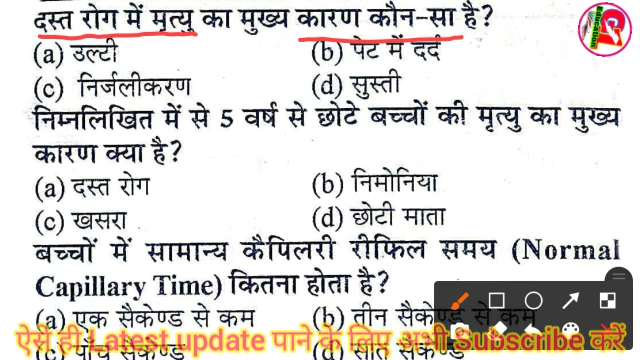 दस्त रोग में मृत्यु का मुख्य कारण कौन-सा है?
(a) उल्टी (b) पेट में दर्द
(c) निर्जलीकरण (d) सुस्ती
निम्नलिखित में से 5 वर्ष से छोटे बच्चों की मृत्यु का मुख्य
कारण क्या है?
(a) दस्त रोग (b) निमोनिया
(c) खसरा (d) छोटी माता
बच्चों में सामान्य कैपिलरी रीफिल समय (Normal
Capillary Time) कितना होता है?
(a) एक सैकेण्ड से कम (b) तीन सैकेण्ड से कम
ऐसे ही Latest update पाने के लिए अभी Subscribe करें
(c) पाँच सैकेण्ड (d) सात सैकेण्ड
Education